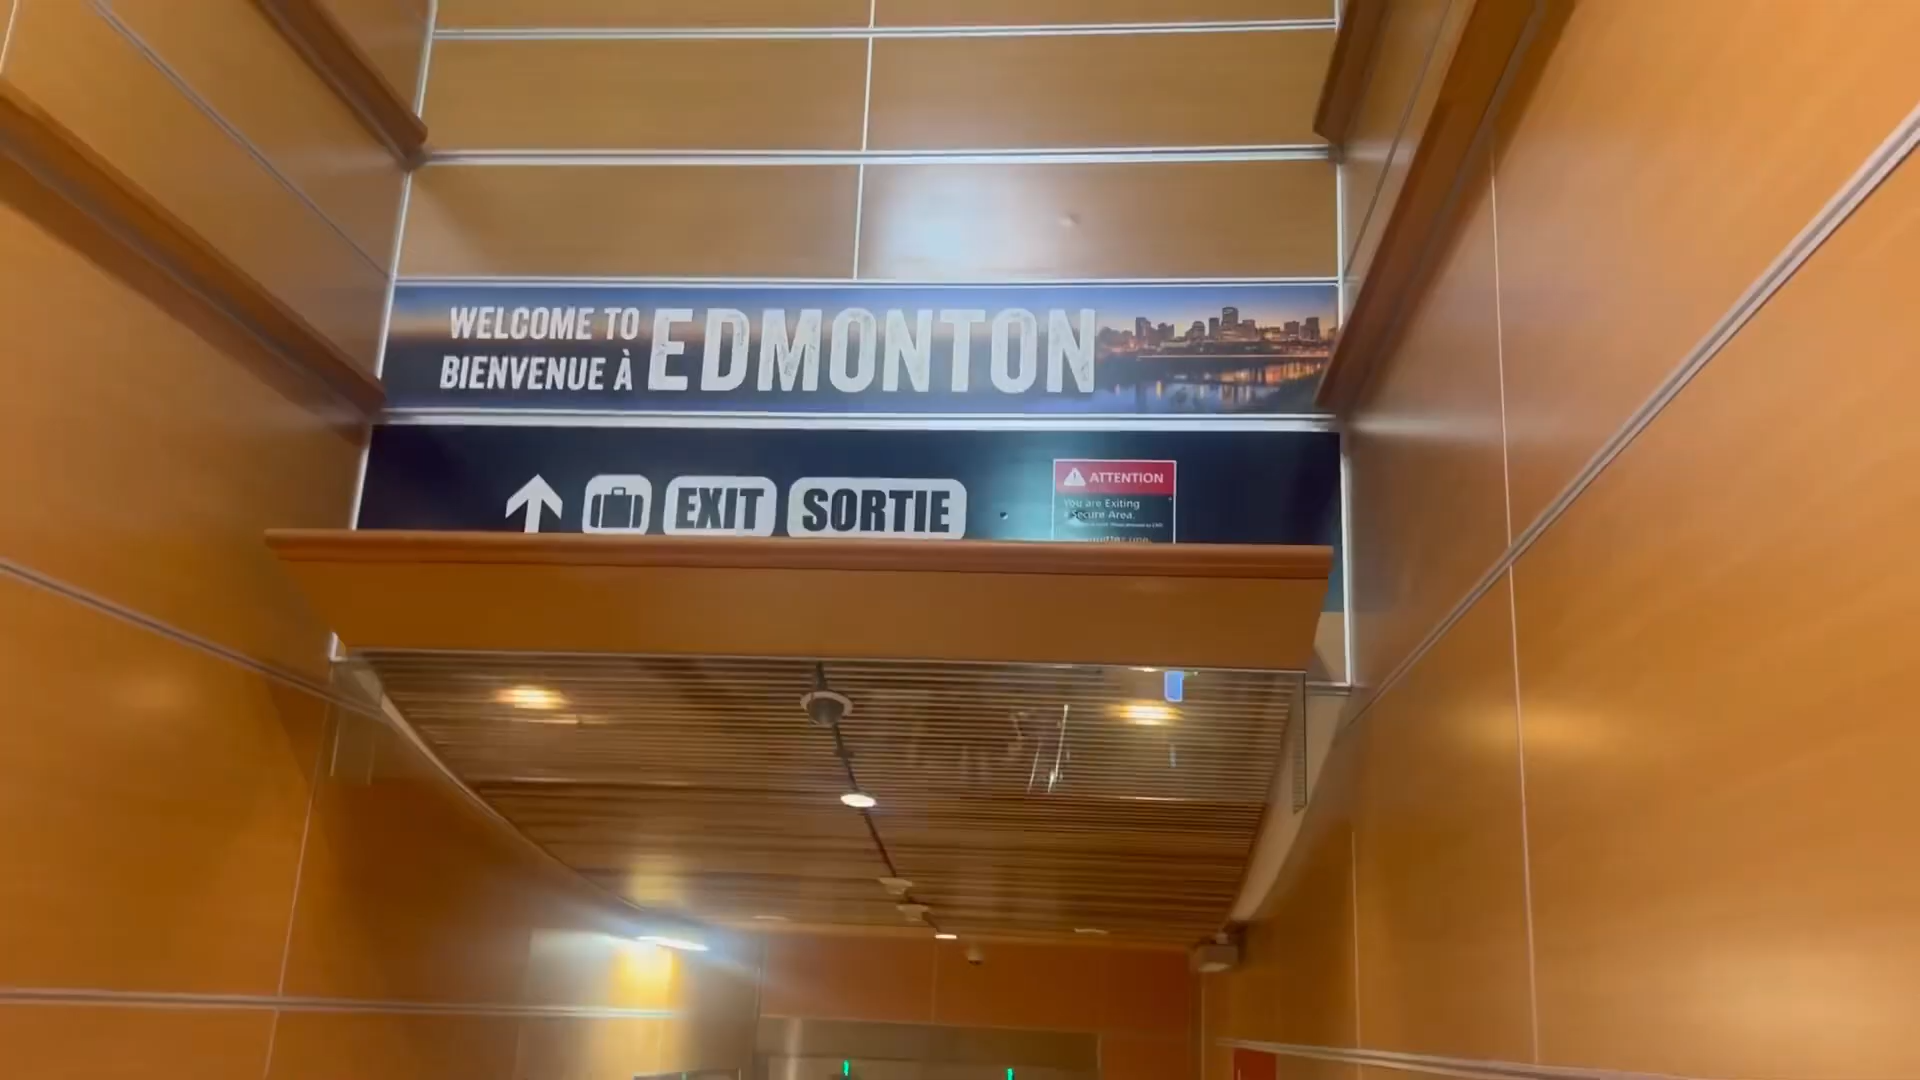 WELCOME TO
BIENVENUE À
EDMONTON
EXIT SORTIE
ATTENTION
You are Exiting
a Secure Area.